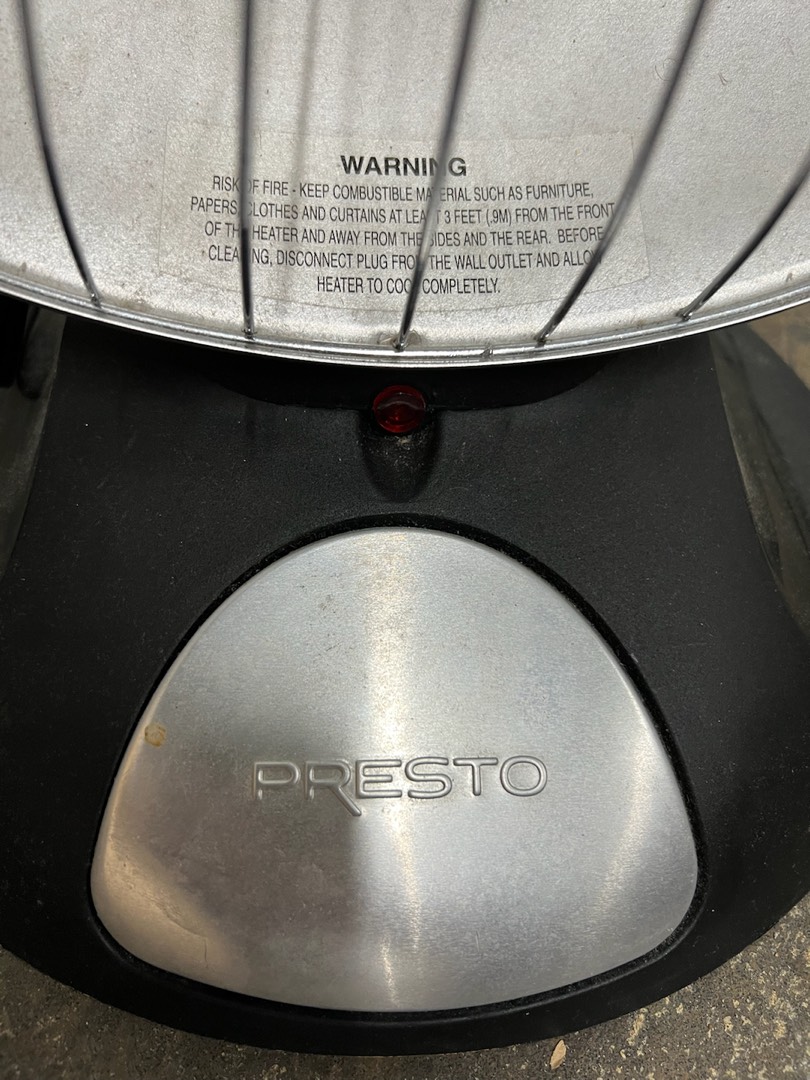 WARNING
RISK OF FIRE - KEEP COMBUSTIBLE MATERIAL SUCH AS FURNITURE,
PAPERS, CLOTHES AND CURTAINS AT LEAST 3 FEET (.9M) FROM THE FRONT
OF THE HEATER AND AWAY FROM THE SIDES AND THE REAR. BEFORE
CLEANING, DISCONNECT PLUG FROM THE WALL OUTLET AND ALLOW
HEATER TO COOL COMPLETELY.
PRESTO